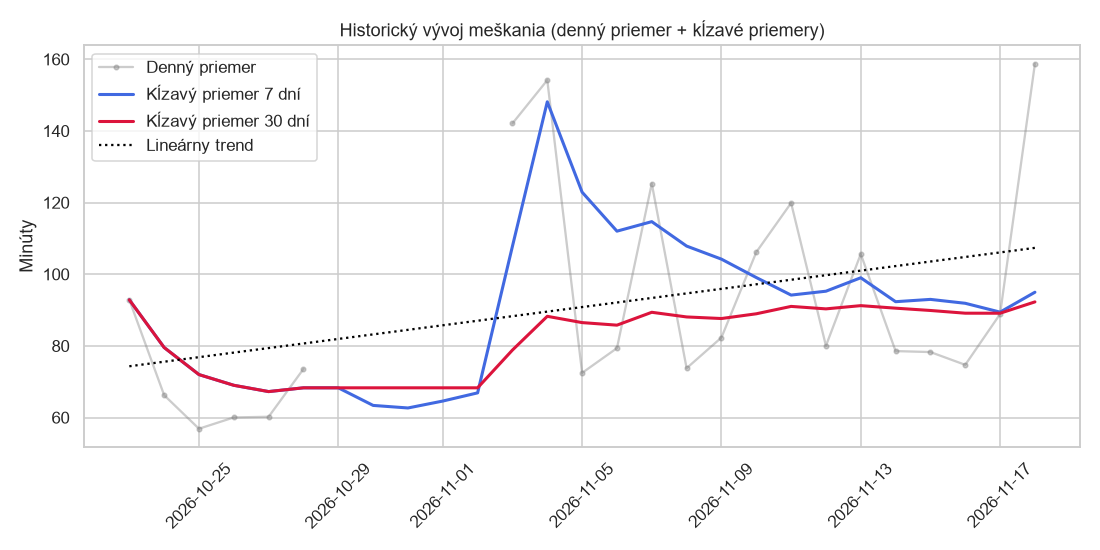 Historický vývoj meškania (denný priemer + kĺzavé priemery)
Denný priemer
Kĺzavý priemer 7 dní
Kĺzavý priemer 30 dní
Lineárny trend
Minúty
160
140
120
100
80
60
2026-10-25
2026-10-29
2026-11-01
2026-11-05
2026-11-09
2026-11-13
2026-11-17